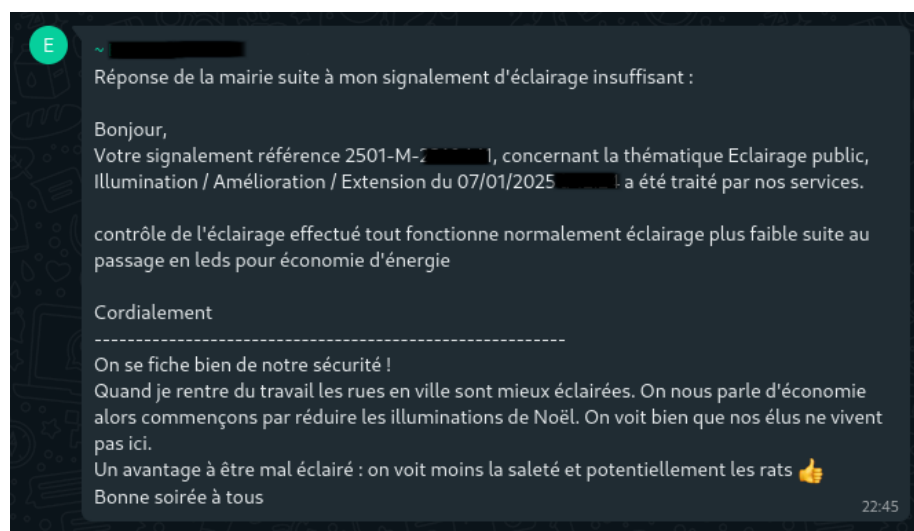 E
~
Réponse de la mairie suite à mon signalement d'éclairage insuffisant :
Bonjour,
Votre signalement référence 2501-M-, concernant la thématique Eclairage public,
Illumination / Amélioration / Extension du 07/01/2025 a été traité par nos services.
contrôle de l'éclairage effectué tout fonctionne normalement éclairage plus faible suite au
passage en leds pour économie d'énergie
Cordialement
---------------------------------------------------------
On se fiche bien de notre sécurité !
Quand je rentre du travail les rues en ville sont mieux éclairées. On nous parle d'économie
alors commençons par réduire les illuminations de Noël. On voit bien que nos élus ne vivent
pas ici.
Un avantage à être mal éclairé : on voit moins la saleté et potentiellement les rats 👍
Bonne soirée à tous
22:45